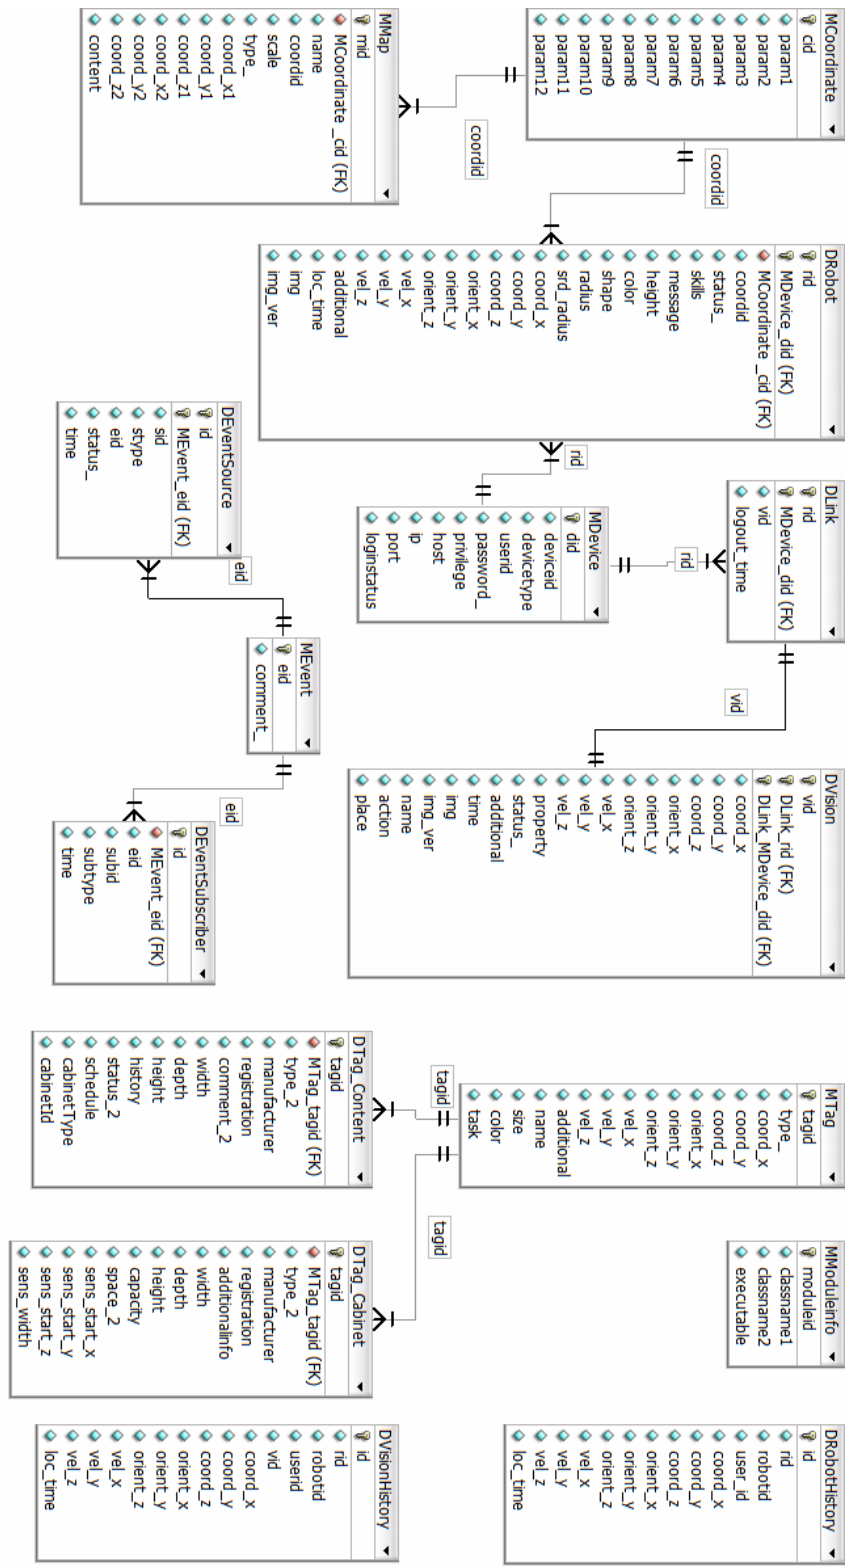 MCoordinate
cid
param1
param2
param3
param4
param5
param6
param7
param8
param9
param10
param11
param12
coordid
coordid
MMap
mid
MCoordinate _cid (FK)
name
coordid
scale
type_
coord_x1
coord_y1
coord_z1
coord_x2
coord_y2
coord_z2
content
DRobot
rid
MDevice_did (FK)
MCoordinate _cid (FK)
coordid
status_
skills
message
height
color
shape
radius
srd_radius
coord_x
coord_y
coord_z
orient_x
orient_y
orient_z
vel_x
vel_y
vel_z
additional
loc_time
img
img_ver
rid
DLink
rid
MDevice_did (FK)
vid
logout_time
rid
MDevice
did
deviceid
devicetype
userid
password_
privilege
host
ip
port
loginstatus
DEventSource
id
MEvent_eid (FK)
sid
stype
eid
status_
time
eid
MEvent
eid
comment_
vid
DVision
vid
DLink_rid (FK)
DLink_MDevice_did (FK)
coord_x
coord_y
coord_z
orient_x
orient_y
orient_z
vel_x
vel_y
vel_z
property
status_
additional
time
img
img_ver
name
action
place
eid
DEventSubscriber
id
MEvent_eid (FK)
eid
subid
subtype
time
MTag
tagid
type_
coord_x
coord_y
coord_z
orient_x
orient_y
orient_z
vel_x
vel_y
vel_z
additional
name
size
color
task
tagid
tagid
DTag_Content
tagid
MTag_tagid (FK)
type_2
manufacturer
registration
comment_2
width
depth
height
history
status_2
schedule
cabinetType
cabinetId
MModuleinfo
moduleid
classname1
classname2
executable
DTag_Cabinet
tagid
MTag_tagid (FK)
type_2
manufacturer
registration
additionalinfo
width
depth
height
capacity
space_2
sens_start_x
sens_start_y
sens_start_z
sens_width
DRobotHistory
id
rid
robotid
user_id
coord_x
coord_y
coord_z
orient_x
orient_y
orient_z
vel_x
vel_y
vel_z
loc_time
DVisionHistory
id
rid
robotid
userid
vid
coord_x
coord_y
coord_z
orient_x
orient_y
orient_z
vel_x
vel_y
vel_z
loc_time